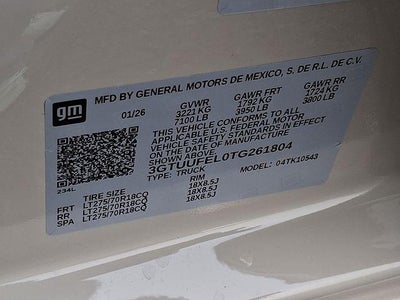 gm
MFD BY GENERAL MOTORS DE MEXICO, S. DE R.L. DE C.V.
01/26 GVWR GAWR FRT GAWR RR
3221 KG 1792 KG 1724 KG
7100 LB 3950 LB 3800 LB
THIS VEHICLE CONFORMS TO ALL APPLICABLE
U.S. FEDERAL MOTOR
VEHICLE SAFETY STANDARDS IN EFFECT
ON THE DATE OF MANUFACTURE
SHOWN ABOVE.
3GTUUFEL0TG261804
TYPE: TRUCK MODEL: 04TK10543
234L
TIRE SIZE RIM
FRT LT275/70R18CQ 18X8.5J
RR LT275/70R18CQ 18X8.5J
SPA LT275/70R18CQ 18X8.5J